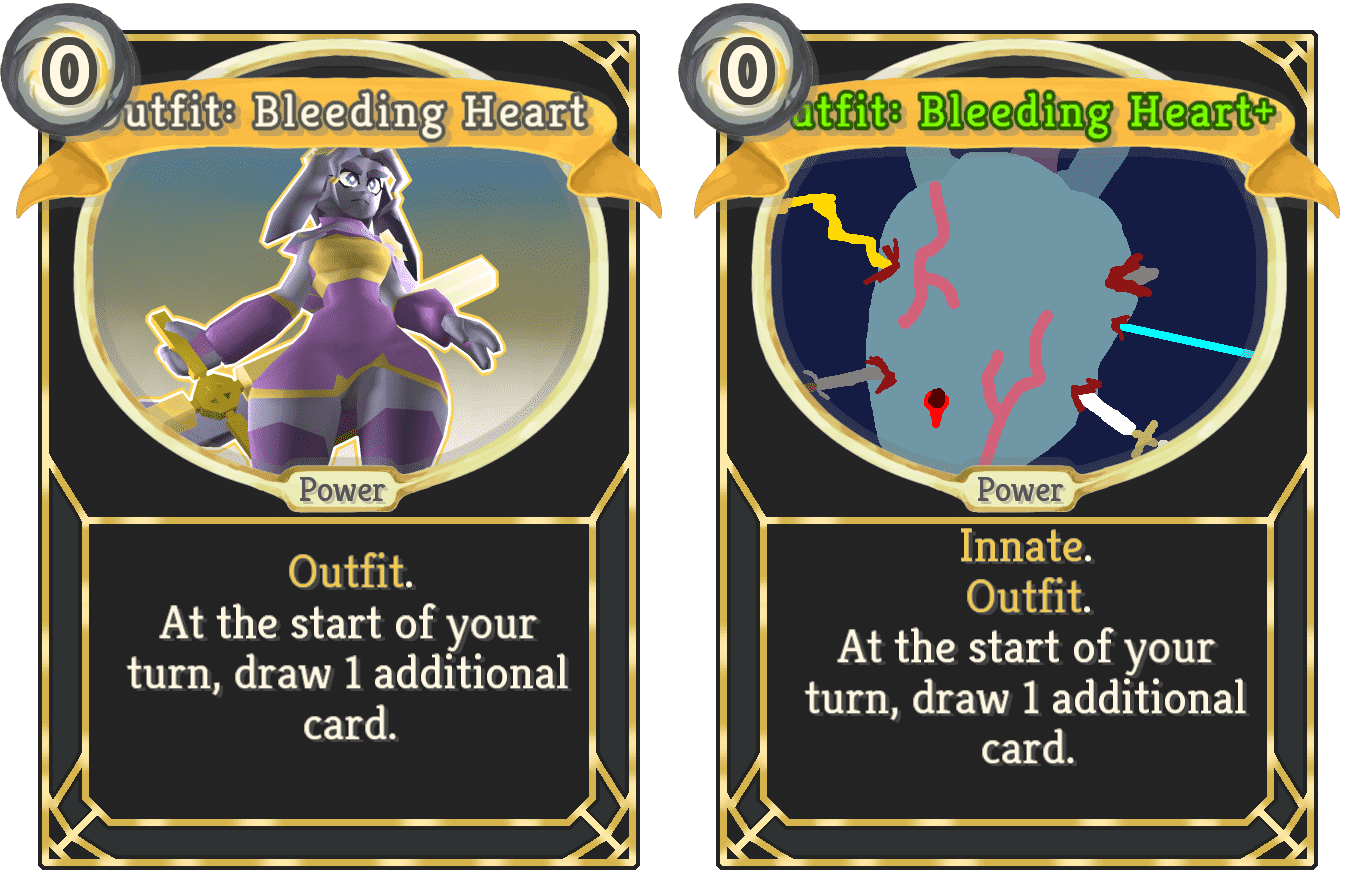 0
Outfit: Bleeding Heart
Power
Outfit.
At the start of your
turn, draw 1 additional
card.
0
utfit: Bleeding Heart+
Power
Innate.
Outfit.
At the start of your
turn, draw 1 additional
card.